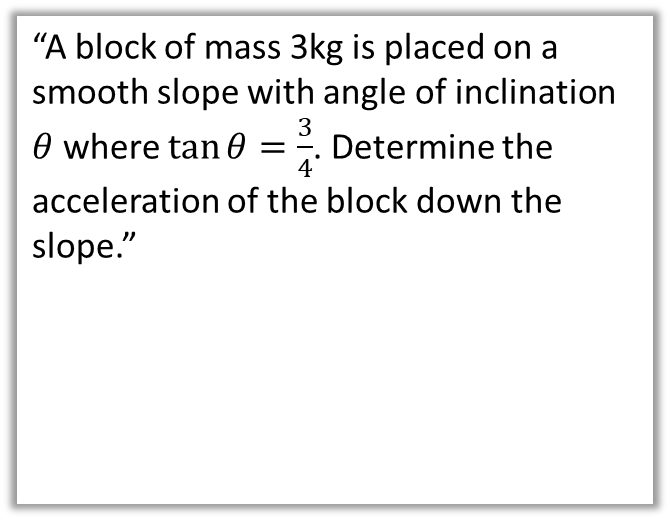 “A block of mass 3kg is placed on a
smooth slope with angle of inclination
θ where tan θ = 3/4. Determine the
acceleration of the block down the
slope.”